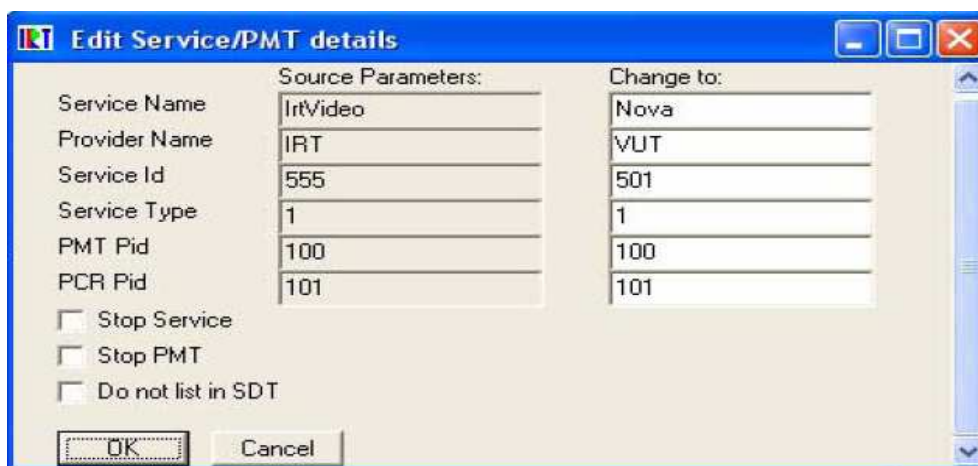 IRT Edit Service/PMT details
Source Parameters: Change to:
Service Name IrtVideo Nova
Provider Name IRT VUT
Service Id 555 501
Service Type 1 1
PMT Pid 100 100
PCR Pid 101 101
Stop Service
Stop PMT
Do not list in SDT
OK Cancel